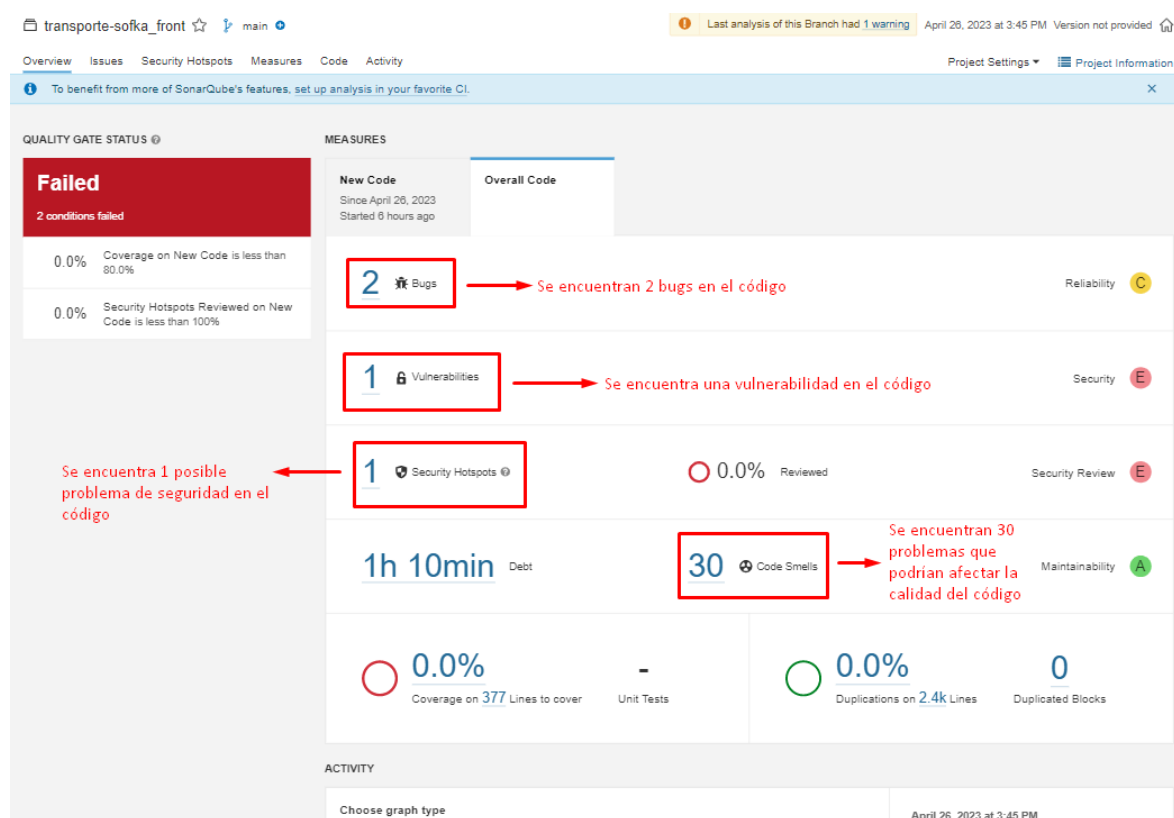 transporte-sofka_front main
Last analysis of this Branch had 1 warning April 26, 2023 at 3:45 PM Version not provided
Overview Issues Security Hotspots Measures Code Activity
Project Settings Project Information
To benefit from more of SonarQube's features, set up analysis in your favorite CI.
QUALITY GATE STATUS
Failed
2 conditions failed
0.0% Coverage on New Code is less than
80.0%
0.0% Security Hotspots Reviewed on New
Code is less than 100%
MEASURES
New Code
Since April 26, 2023
Started 6 hours ago
Overall Code
2 Bugs
Se encuentran 2 bugs en el código
Reliability C
1 Vulnerabilities
Se encuentra una vulnerabilidad en el código
Security E
Se encuentra 1 posible
problema de seguridad en el
código
1 Security Hotspots
0.0% Reviewed
Security Review E
1h 10min Debt
30 Code Smells
Se encuentran 30
problemas que
podrían afectar la
calidad del código
Maintainability A
0.0%
Coverage on 377 Lines to cover
-
Unit Tests
0.0%
Duplications on 2.4k Lines
0
Duplicated Blocks
ACTIVITY
Choose graph type
April 26, 2023 at 3:45 PM